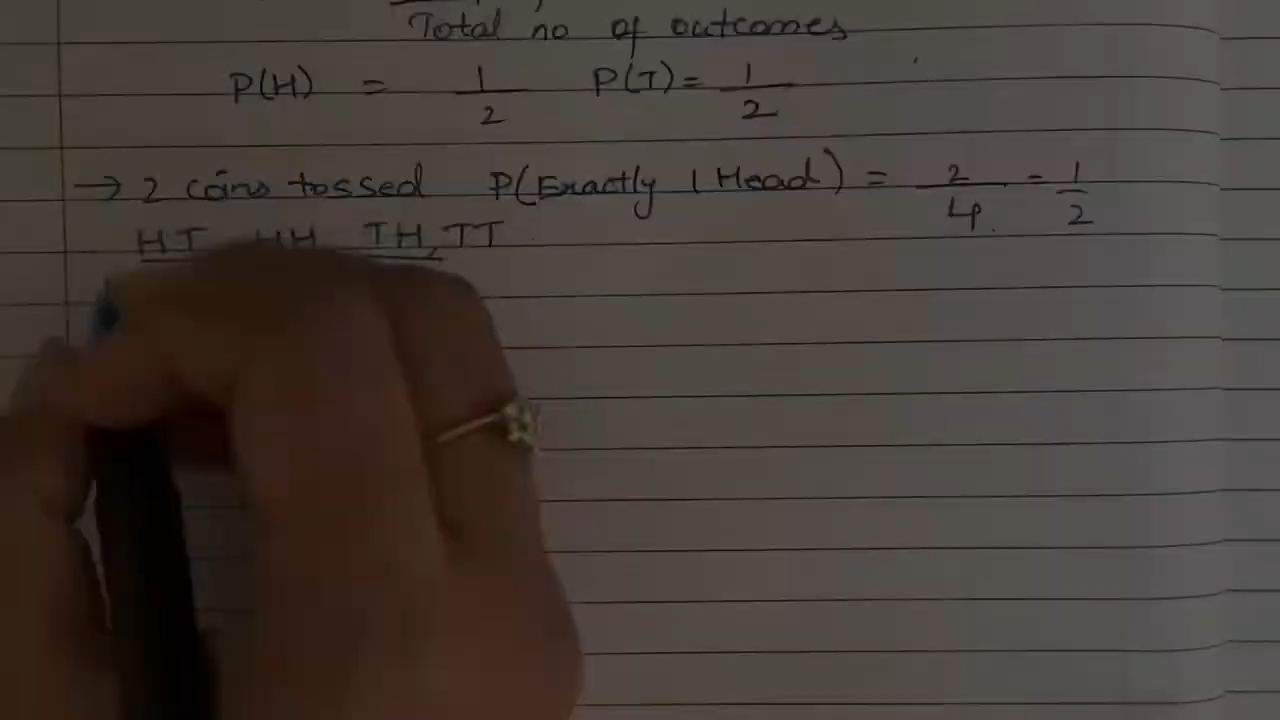 Total no of outcomes
P(H) = 1/2 P(T) = 1/2
→ 2 coins tossed P(Exactly 1 Head) = 2/4 = 1/2
HT HH TH, TT